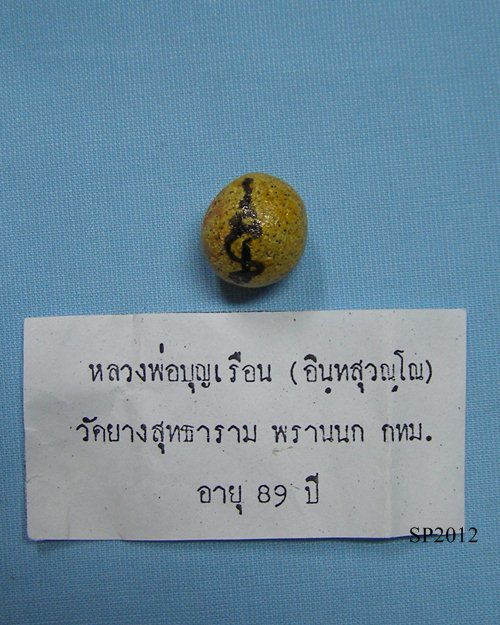 หลวงพ่อบุญเรือน (อินฺทสุวณฺโณ)
วัดยางสุทธาราม พรานนก กทม.
อายุ 89 ปี
SP2012